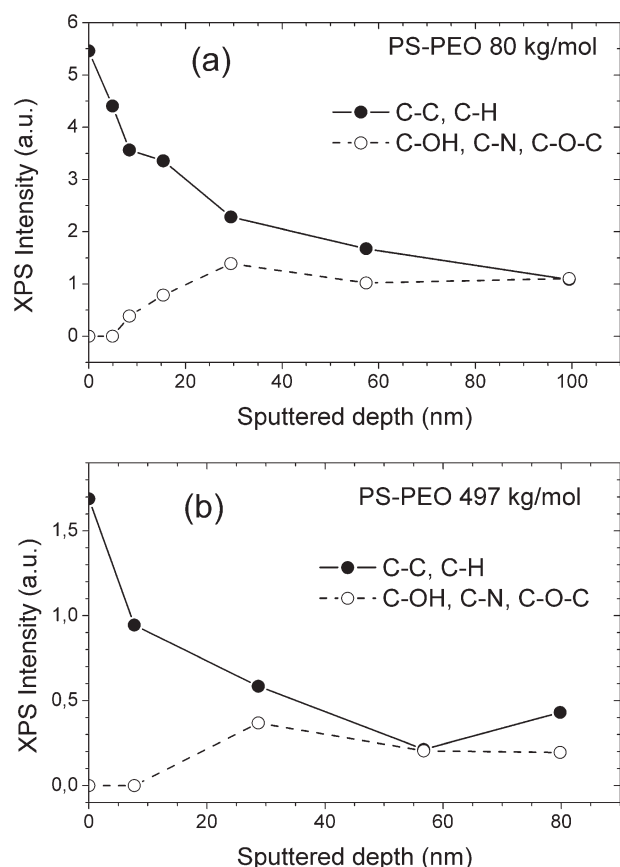 6
5
4
3
2
1
0
XPS Intensity (a.u.)
(a)
PS-PEO 80 kg/mol
C-C, C-H
C-OH, C-N, C-O-C
0 20 40 60 80 100
Sputtered depth (nm)
1,5
1,0
0,5
0,0
XPS Intensity (a.u.)
(b)
PS-PEO 497 kg/mol
C-C, C-H
C-OH, C-N, C-O-C
0 20 40 60 80
Sputtered depth (nm)